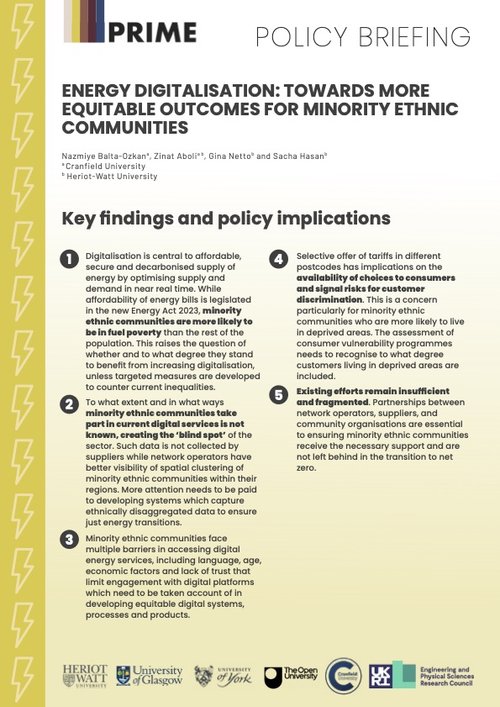 PRIME
POLICY BRIEFING
ENERGY DIGITALISATION: TOWARDS MORE
EQUITABLE OUTCOMES FOR MINORITY ETHNIC
COMMUNITIES
Nazmiye Balta-Ozkanᵃ, Zinat Aboliᵃ ᵇ, Gina Nettoᵇ and Sacha Hasanᵇ
ᵃ Cranfield University
ᵇ Heriot-Watt University
Key findings and policy implications
1 Digitalisation is central to affordable,
secure and decarbonised supply of
energy by optimising supply and
demand in near real time. While
affordability of energy bills is legislated
in the new Energy Act 2023, minority
ethnic communities are more likely to
be in fuel poverty than the rest of the
population. This raises the question of
whether and to what degree they stand
to benefit from increasing digitalisation,
unless targeted measures are developed
to counter current inequalities.
2 To what extent and in what ways
minority ethnic communities take
part in current digital services is not
known, creating the ‘blind spot’ of the
sector. Such data is not collected by
suppliers while network operators have
better visibility of spatial clustering of
minority ethnic communities within their
regions. More attention needs to be paid
to developing systems which capture
ethnically disaggregated data to ensure
just energy transitions.
3 Minority ethnic communities face
multiple barriers in accessing digital
energy services, including language, age,
economic factors and lack of trust that
limit engagement with digital platforms
which need to be taken account of in
developing equitable digital systems,
processes and products.
4 Selective offer of tariffs in different
postcodes has implications on the
availability of choices to consumers
and signal risks for customer
discrimination. This is a concern
particularly for minority ethnic
communities who are more likely to live
in deprived areas. The assessment of
consumer vulnerability programmes
needs to recognise to what degree
customers living in deprived areas are
included.
5 Existing efforts remain insufficient
and fragmented. Partnerships between
network operators, suppliers, and
community organisations are essential
to ensuring minority ethnic communities
receive the necessary support and are
not left behind in the transition to net
zero.
HERIOT
WATT
UNIVERSITY
University
of Glasgow
UNIVERSITY
of York
The Open
University
Cranfield
University
UK
RI
Engineering and
Physical Sciences
Research Council